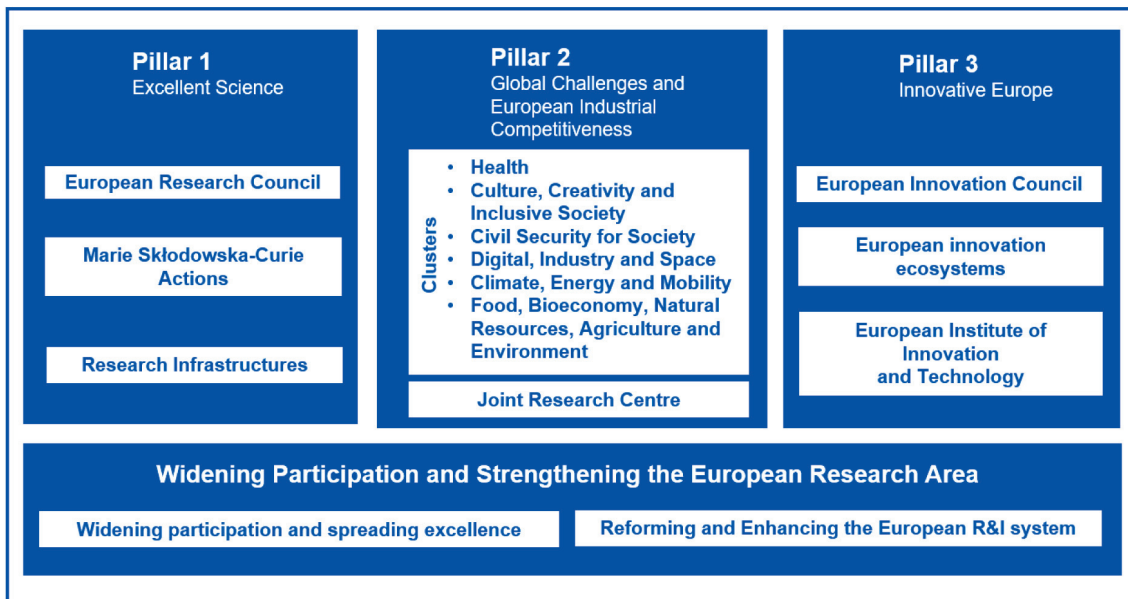 Pillar 1
Excellent Science
European Research Council
Marie Skłodowska-Curie
Actions
Research Infrastructures
Pillar 2
Global Challenges and
European Industrial
Competitiveness
Clusters
• Health
• Culture, Creativity and
Inclusive Society
• Civil Security for Society
• Digital, Industry and Space
• Climate, Energy and Mobility
• Food, Bioeconomy, Natural
Resources, Agriculture and
Environment
Joint Research Centre
Pillar 3
Innovative Europe
European Innovation Council
European innovation
ecosystems
European Institute of
Innovation
and Technology
Widening Participation and Strengthening the European Research Area
Widening participation and spreading excellence
Reforming and Enhancing the European R&I system